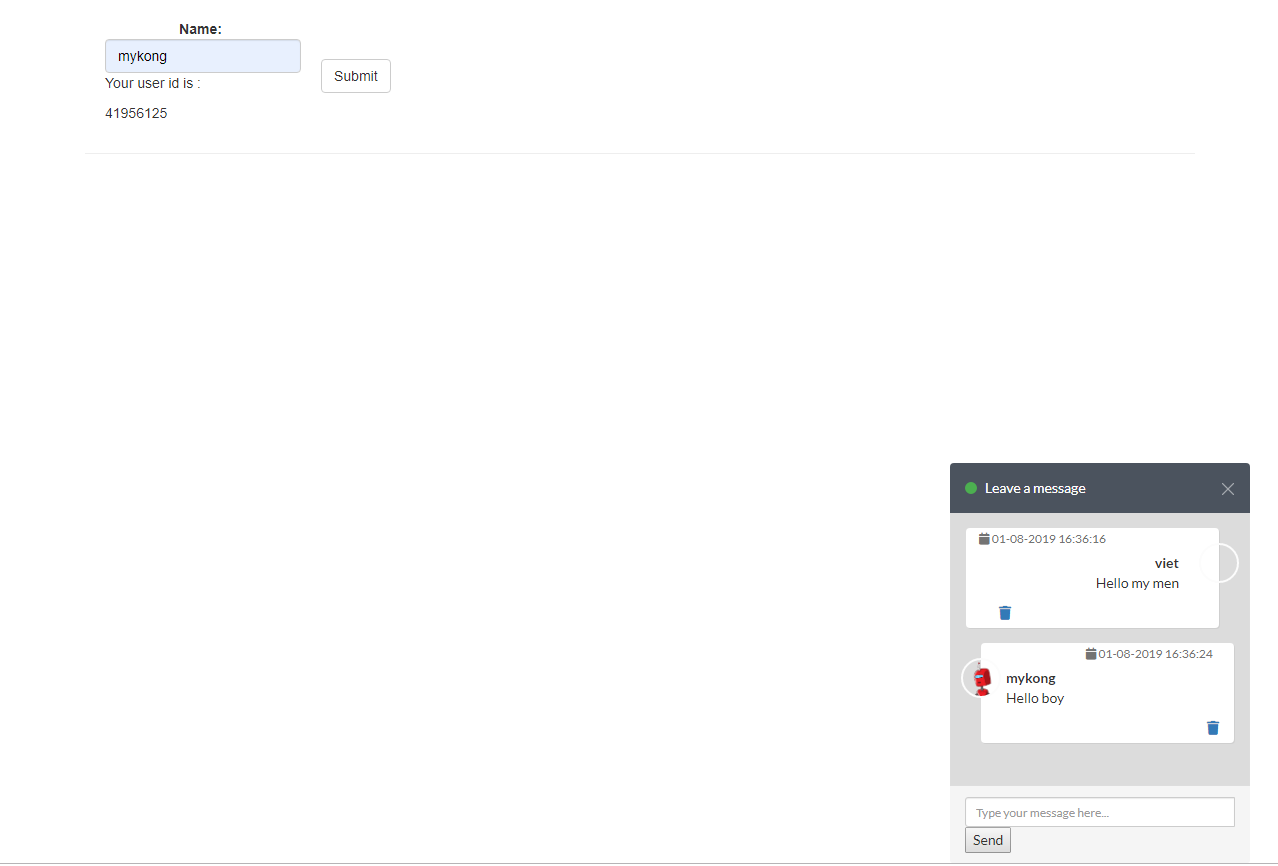 Name:
mykong
Your user id is :
Submit
41956125
Leave a message
01-08-2019 16:36:16
viet
Hello my men
01-08-2019 16:36:24
mykong
Hello boy
Type your message here...
Send